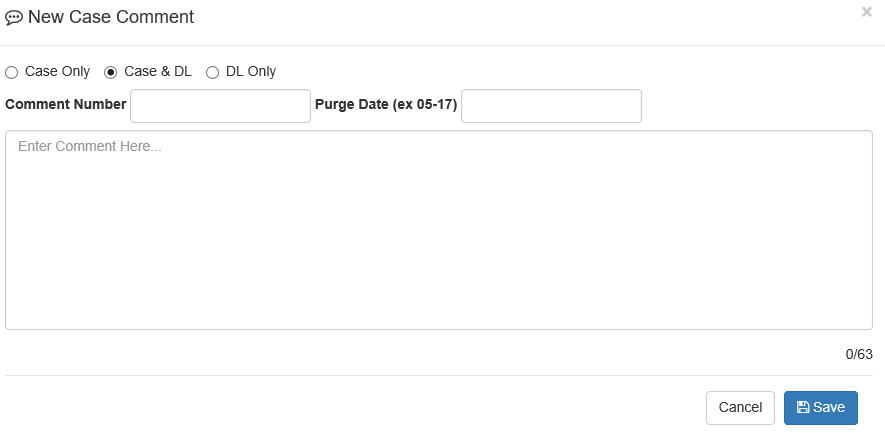 New Case Comment ×
Case Only Case & DL DL Only
Comment Number Purge Date (ex 05-17)
Enter Comment Here...
0/63
Cancel Save